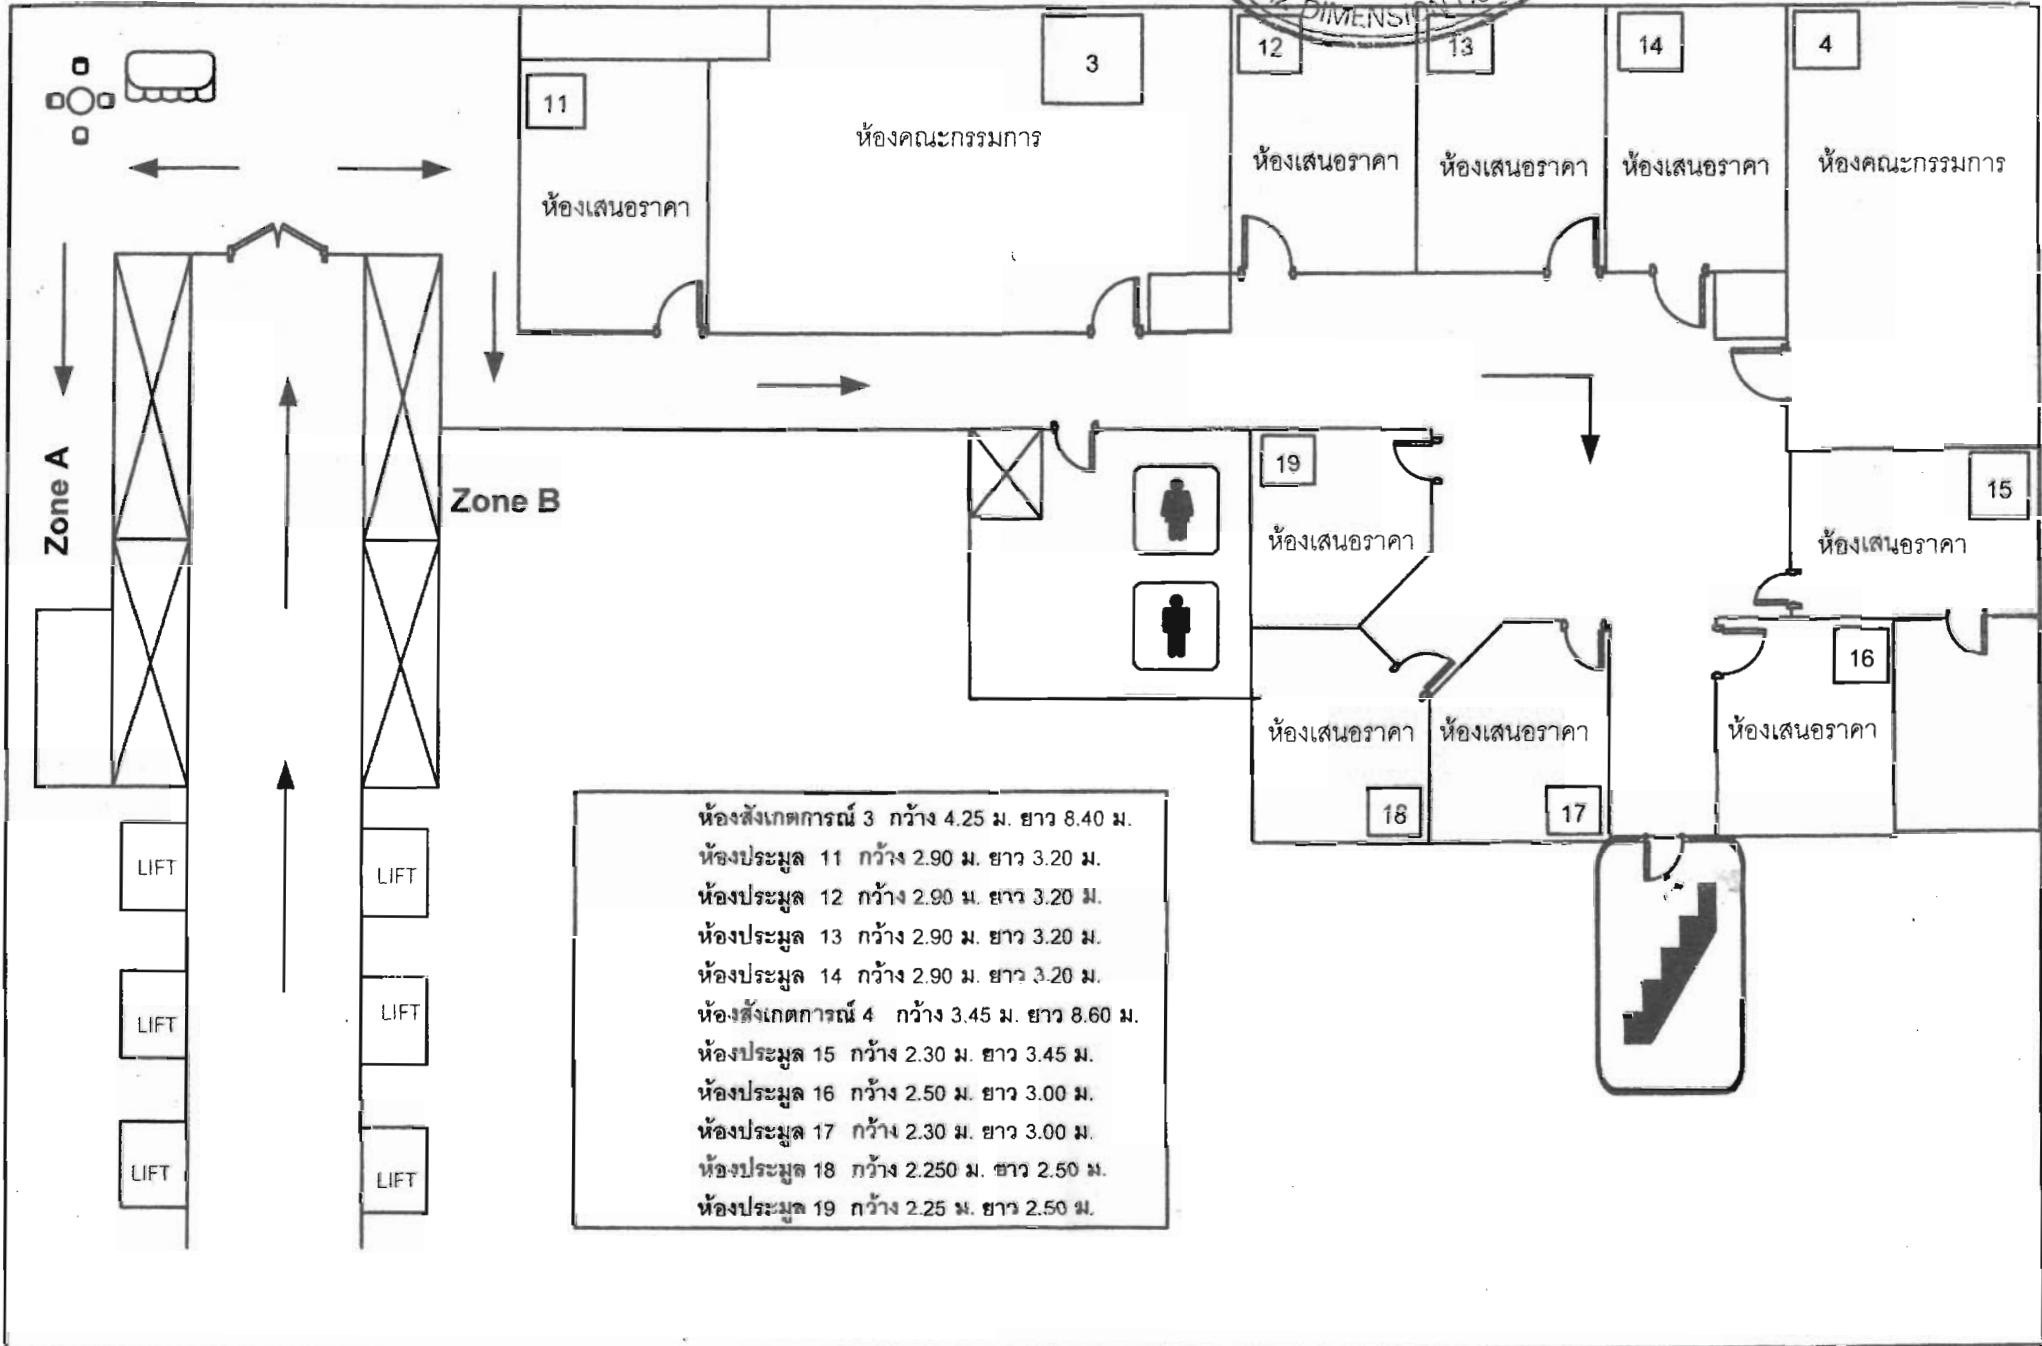 DIMENSION
11
3
12
13
14
4
ห้องคณะกรรมการ
ห้องเสนอราคา
ห้องเสนอราคา
ห้องเสนอราคา
ห้องคณะกรรมการ
ห้องเสนอราคา
Zone A
Zone B
19
15
ห้องเสนอราคา
ห้องเสนอราคา
16
ห้องเสนอราคา
ห้องเสนอราคา
ห้องเสนอราคา
18
17
LIFT
LIFT
LIFT
LIFT
LIFT
LIFT
ห้องสังเกตการณ์ 3 กว้าง 4.25 ม. ยาว 8.40 ม.
ห้องประมูล 11 กว้าง 2.90 ม. ยาว 3.20 ม.
ห้องประมูล 12 กว้าง 2.90 ม. ยาว 3.20 ม.
ห้องประมูล 13 กว้าง 2.90 ม. ยาว 3.20 ม.
ห้องประมูล 14 กว้าง 2.90 ม. ยาว 3.20 ม.
ห้องสังเกตการณ์ 4 กว้าง 3.45 ม. ยาว 8.60 ม.
ห้องประมูล 15 กว้าง 2.30 ม. ยาว 3.45 ม.
ห้องประมูล 16 กว้าง 2.50 ม. ยาว 3.00 ม.
ห้องประมูล 17 กว้าง 2.30 ม. ยาว 3.00 ม.
ห้องประมูล 18 กว้าง 2.250 ม. ยาว 2.50 ม.
ห้องประมูล 19 กว้าง 2.25 ม. ยาว 2.50 ม.